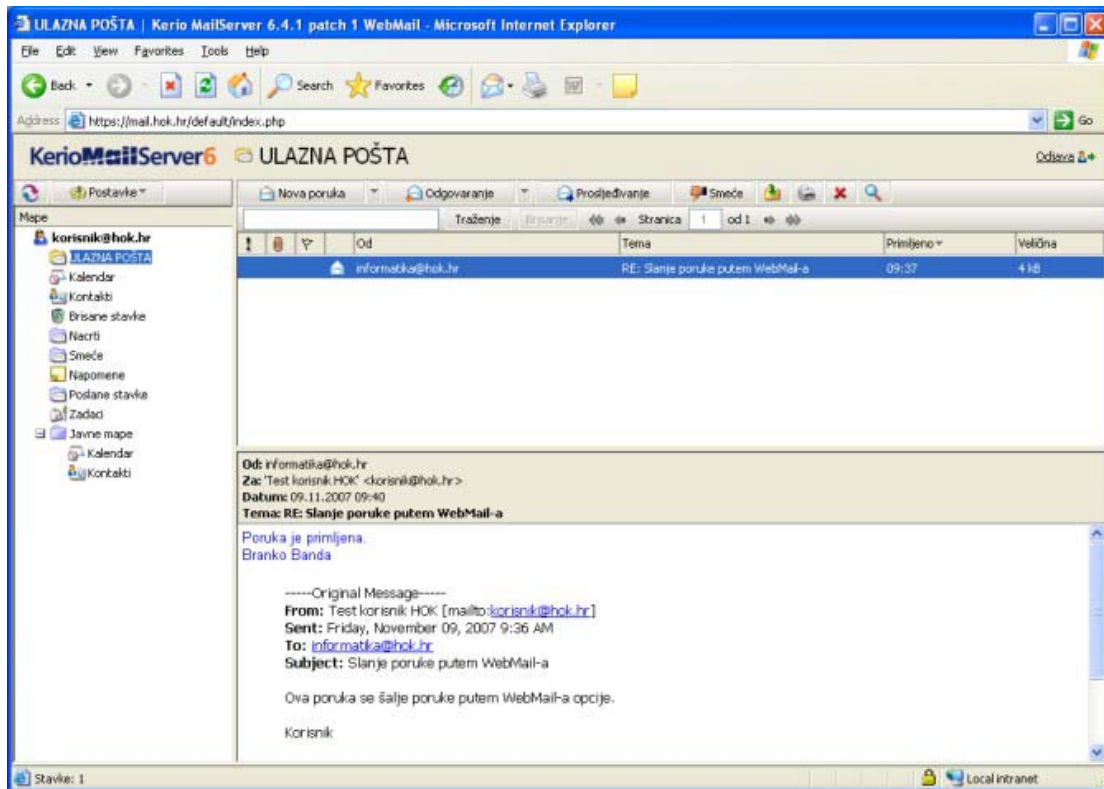 ULAZNA POŠTA | Kerio MailServer 6.4.1 patch 1 WebMail - Microsoft Internet Explorer
File Edit View Favorites Tools Help
Back Search Favorites
Address https://mail.hok.hr/default/index.php Go
KerioMailServer6 ULAZNA POŠTA Odjava
Postavke Nova poruka Odgovaranje Prosljeđivanje Smeće
Mape Traženje Brisanje Stranica 1 od 1
korisnik@hok.hr ! Od Tema Primljeno Veličina
ULAZNA POŠTA informatika@hok.hr RE: Slanje poruke putem WebMail-a 09:37 4 kB
Kalendar
Kontakti
Brisane stavke
Nacrti
Smeće
Napomene
Poslane stavke
Zadaci
Javne mape
Kalendar
Kontakti
Od: informatika@hok.hr
Za: 'Test korisnik HOK' <korisnik@hok.hr>
Datum: 09.11.2007 09:40
Tema: RE: Slanje poruke putem WebMail-a
Poruka je primljena.
Branko Banda
-----Original Message-----
From: Test korisnik HOK [mailto:korisnik@hok.hr]
Sent: Friday, November 09, 2007 9:36 AM
To: informatika@hok.hr
Subject: Slanje poruke putem WebMail-a
Ova poruka se šalje poruke putem WebMail-a opcije.
Korisnik
Stavke: 1 Local intranet